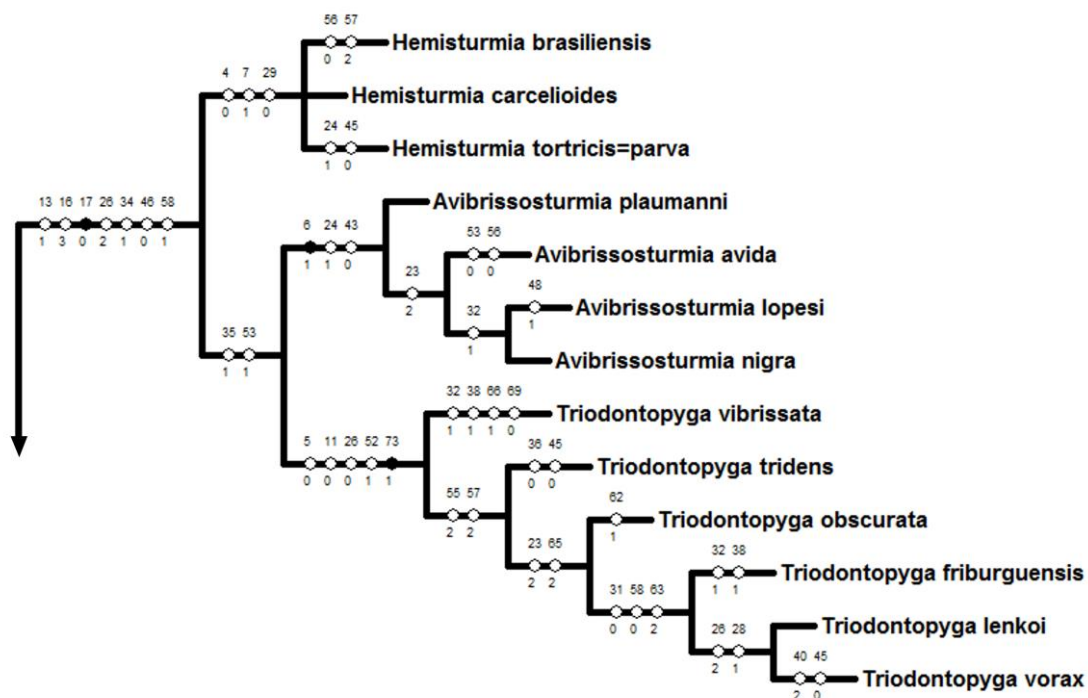 56 57
Hemisturmia brasiliensis
0 2
4 7 29
Hemisturmia carcelioides
0 1 0
24 45
Hemisturmia tortricis=parva
1 0
13 16 17 26 34 46 58
1 3 0 2 1 0 1
Avibrissosturmia plaumanni
6 24 43
1 1 0
53 56
Avibrissosturmia avida
0 0
23
2
48
Avibrissosturmia lopesi
1
32
1
35 53
1 1
Avibrissosturmia nigra
32 38 66 69
Triodontopyga vibrissata
1 1 1 0
5 11 26 52 73
0 0 0 1 1
36 45
Triodontopyga tridens
0 0
55 57
2 2
62
Triodontopyga obscurata
1
23 65
2 2
32 38
Triodontopyga friburguensis
1 1
31 58 63
0 0 2
Triodontopyga lenkoi
26 28
2 1
40 45
Triodontopyga vorax
2 0